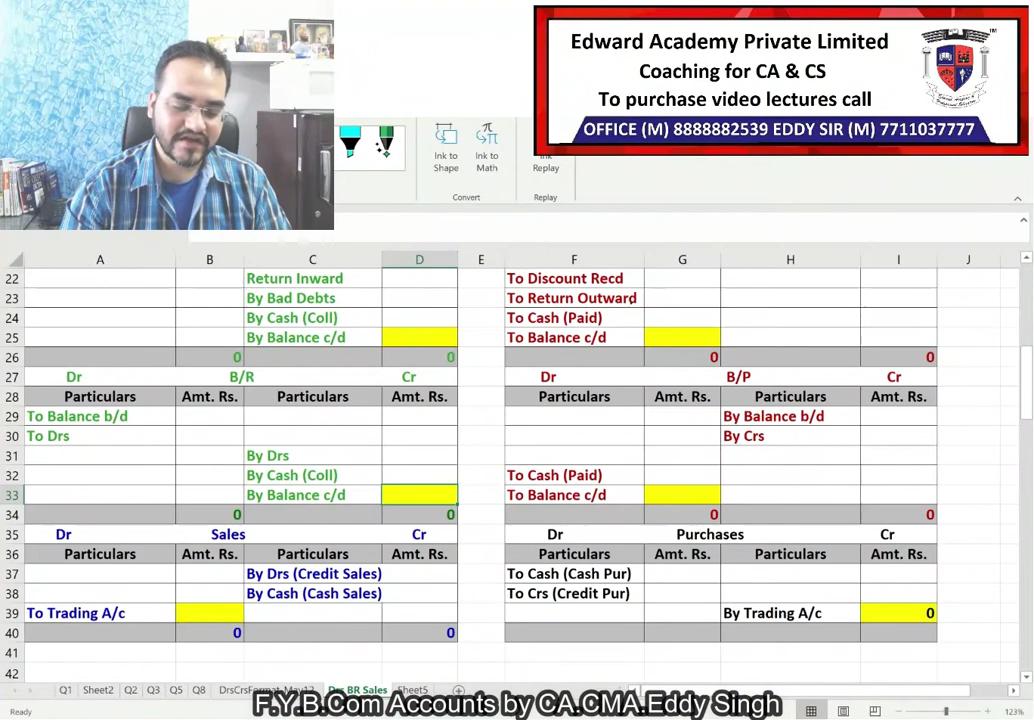 Edward Academy Private Limited
Coaching for CA & CS
To purchase video lectures call
OFFICE (M) 8888882539 EDDY SIR (M) 7711037777
Ink to Shape
Ink to Math
Ink Replay
Convert
Replay
A B C D E F G H I J
22 Return Inward To Discount Recd
23 By Bad Debts To Return Outward
24 By Cash (Coll) To Cash (Paid)
25 By Balance c/d To Balance c/d
26 0 0 0 0
27 Dr B/R Cr Dr B/P Cr
28 Particulars Amt. Rs. Particulars Amt. Rs. Particulars Amt. Rs. Particulars Amt. Rs.
29 To Balance b/d By Balance b/d
30 To Drs By Crs
31 By Drs
32 By Cash (Coll) To Cash (Paid)
33 By Balance c/d To Balance c/d
34 0 0 0 0
35 Dr Sales Cr Dr Purchases Cr
36 Particulars Amt. Rs. Particulars Amt. Rs. Particulars Amt. Rs. Particulars Amt. Rs.
37 By Drs (Credit Sales) To Cash (Cash Pur)
38 By Cash (Cash Sales) To Crs (Credit Pur)
39 To Trading A/c By Trading A/c 0
40 0 0
41
42
Q1 Sheet2 Q2 Q3 Q5 Q8 DrsCrsFormat_May12 Drs BR Sales Sheet5
F.Y.B.Com Accounts by CA.CMA.Eddy Singh
123%